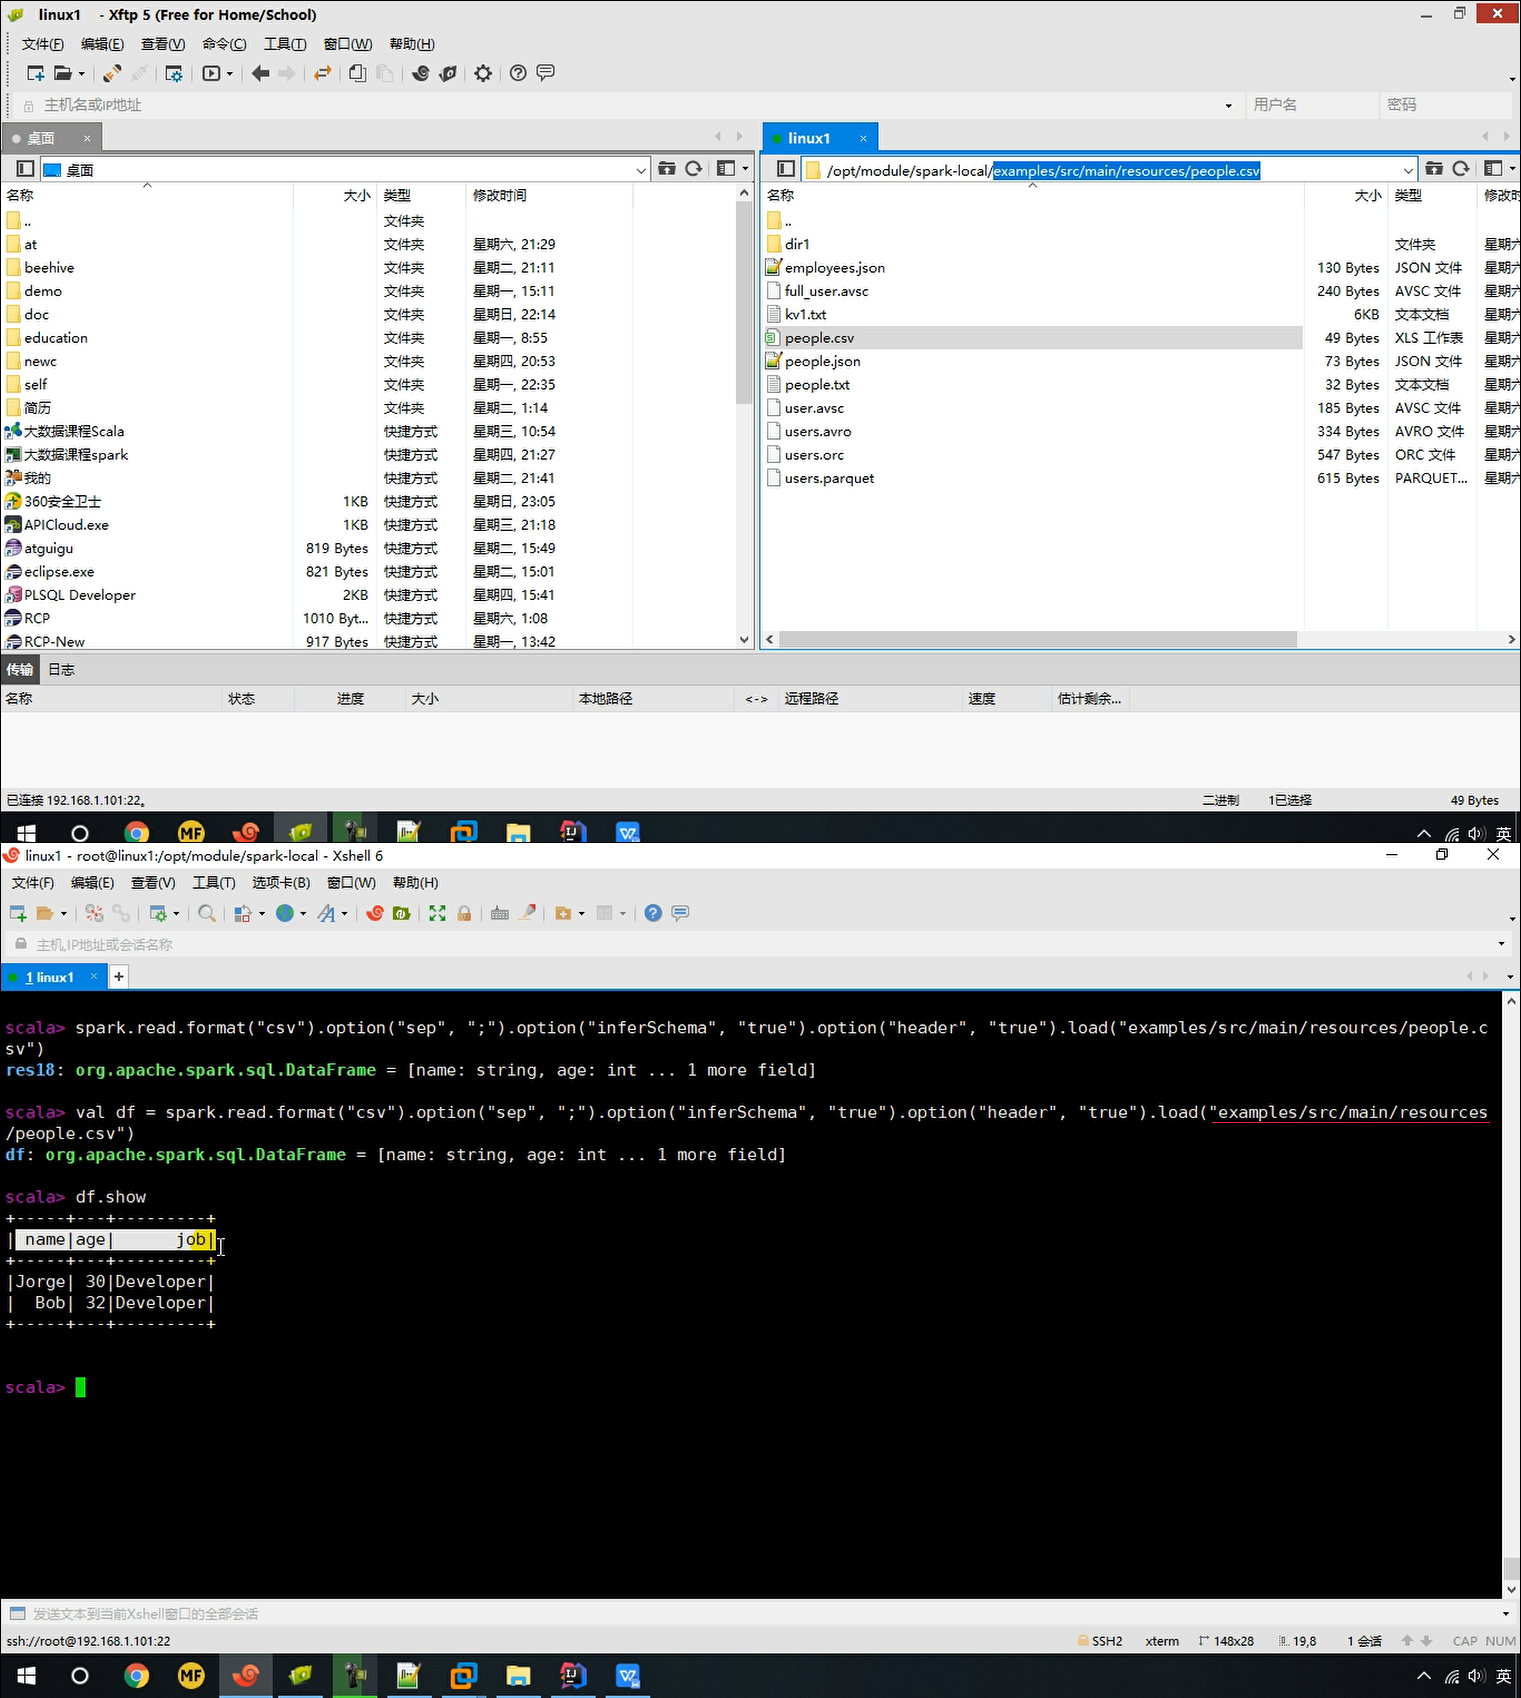 linux1 - Xftp 5 (Free for Home/School)
文件(F) 编辑(E) 查看(V) 命令(C) 工具(T) 窗口(W) 帮助(H)
主机名或IP地址 用户名 密码
桌面 × linux1 ×
桌面 /opt/module/spark-local/examples/src/main/resources/people.csv
名称 大小 类型 修改时间
.. 文件夹
at 文件夹 星期六, 21:29
beehive 文件夹 星期二, 21:11
demo 文件夹 星期一, 15:11
doc 文件夹 星期日, 22:14
education 文件夹 星期一, 8:55
newc 文件夹 星期四, 20:53
self 文件夹 星期一, 22:35
简历 文件夹 星期二, 1:14
大数据课程Scala 快捷方式 星期三, 10:54
大数据课程spark 快捷方式 星期四, 21:27
我的 快捷方式 星期二, 21:41
360安全卫士 1KB 快捷方式 星期日, 23:05
APICloud.exe 1KB 快捷方式 星期三, 21:18
atguigu 819 Bytes 快捷方式 星期二, 15:49
eclipse.exe 821 Bytes 快捷方式 星期二, 15:01
PLSQL Developer 2KB 快捷方式 星期四, 15:41
RCP 1010 Byt... 快捷方式 星期六, 1:08
RCP-New 917 Bytes 快捷方式 星期一, 13:42
名称 大小 类型 修改时
..
dir1 文件夹 星期六
employees.json 130 Bytes JSON 文件 星期六
full_user.avsc 240 Bytes AVSC 文件 星期六
kv1.txt 6KB 文本文档 星期六
people.csv 49 Bytes XLS 工作表 星期六
people.json 73 Bytes JSON 文件 星期六
people.txt 32 Bytes 文本文档 星期六
user.avsc 185 Bytes AVSC 文件 星期六
users.avro 334 Bytes AVRO 文件 星期六
users.orc 547 Bytes ORC 文件 星期六
users.parquet 615 Bytes PARQUET... 星期六
传输 日志
名称 状态 进度 大小 本地路径 <-> 远程路径 速度 估计剩余...
已连接 192.168.1.101:22。 二进制 1已选择 49 Bytes
MF 英
linux1 - root@linux1:/opt/module/spark-local - Xshell 6
文件(F) 编辑(E) 查看(V) 工具(T) 选项卡(B) 窗口(W) 帮助(H)
主机,IP地址或会话名称
1 linux1 × +
scala> spark.read.format("csv").option("sep", ";").option("inferSchema", "true").option("header", "true").load("examples/src/main/resources/people.c
sv")
res18: org.apache.spark.sql.DataFrame = [name: string, age: int ... 1 more field]
scala> val df = spark.read.format("csv").option("sep", ";").option("inferSchema", "true").option("header", "true").load("examples/src/main/resources
/people.csv")
df: org.apache.spark.sql.DataFrame = [name: string, age: int ... 1 more field]
scala> df.show
+-----+---+---------+
| name|age|      job|
+-----+---+---------+
|Jorge| 30|Developer|
|  Bob| 32|Developer|
+-----+---+---------+
scala>
发送文本到当前Xshell窗口的全部会话
ssh://root@192.168.1.101:22 SSH2 xterm 148x28 19,8 1 会话 CAP NUM
MF 英